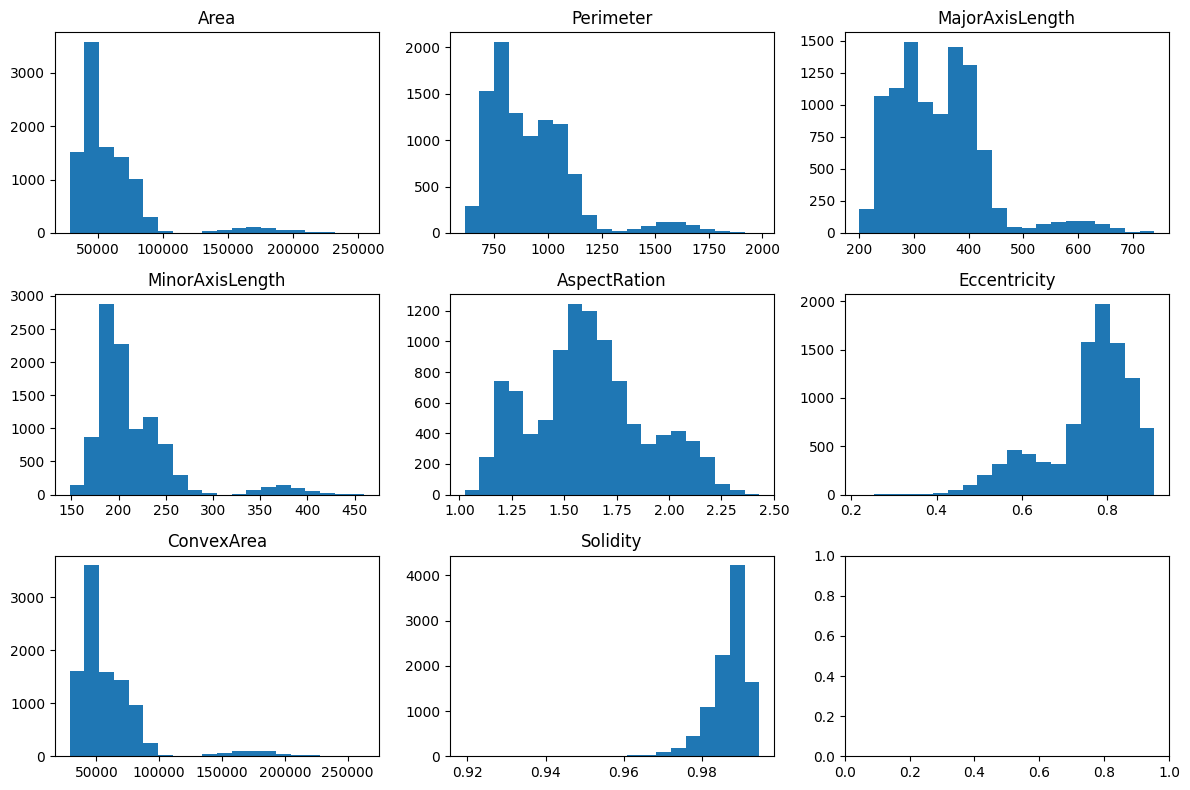 Area
Perimeter
MajorAxisLength
3000
2000
1000
0
50000 100000 150000 200000 250000
2000
1500
1000
500
0
750 1000 1250 1500 1750 2000
1500
1250
1000
750
500
250
0
200 300 400 500 600 700
MinorAxisLength
AspectRation
Eccentricity
3000
2500
2000
1500
1000
500
0
150 200 250 300 350 400 450
1200
1000
800
600
400
200
0
1.00 1.25 1.50 1.75 2.00 2.25 2.50
2000
1500
1000
500
0
0.2 0.4 0.6 0.8
ConvexArea
Solidity
3000
2000
1000
0
50000 100000 150000 200000 250000
4000
3000
2000
1000
0
0.92 0.94 0.96 0.98
1.0
0.8
0.6
0.4
0.2
0.0
0.0 0.2 0.4 0.6 0.8 1.0